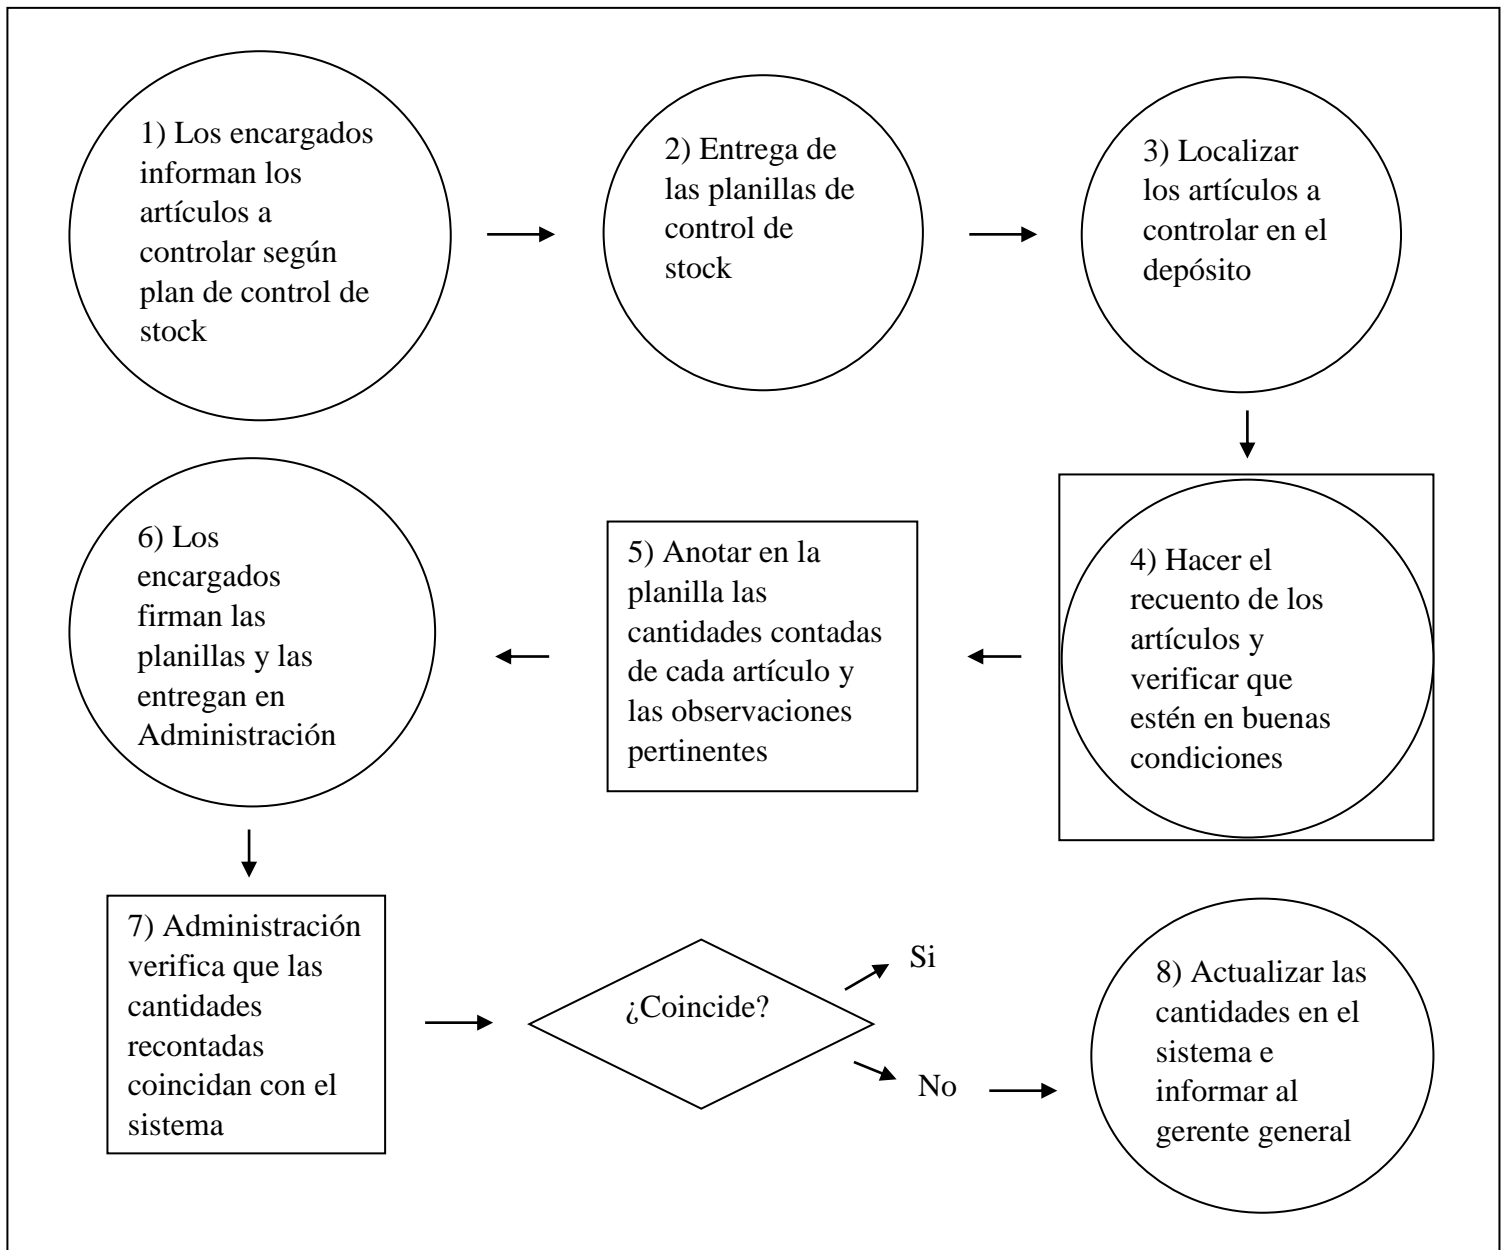 1) Los encargados
informan los
artículos a
controlar según
plan de control de
stock
2) Entrega de
las planillas de
control de
stock
3) Localizar
los artículos a
controlar en el
depósito
4) Hacer el
recuento de los
artículos y
verificar que
estén en buenas
condiciones
5) Anotar en la
planilla las
cantidades contadas
de cada artículo y
las observaciones
pertinentes
6) Los
encargados
firman las
planillas y las
entregan en
Administración
7) Administración
verifica que las
cantidades
recontadas
coincidan con el
sistema
¿Coincide?
Si
No
8) Actualizar las
cantidades en el
sistema e
informar al
gerente general